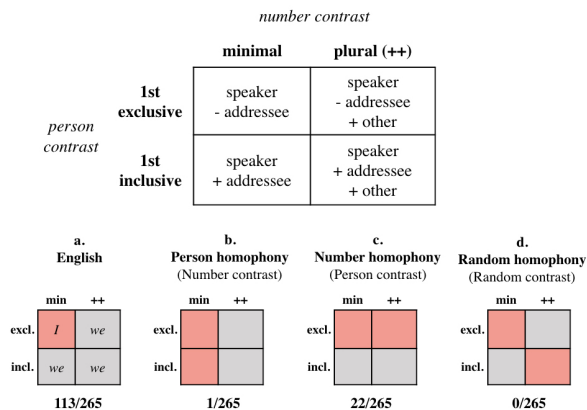 number contrast
minimal plural (++)
1st exclusive speaker - addressee speaker - addressee + other
person contrast
1st inclusive speaker + addressee speaker + addressee + other
a. b. c. d.
English Person homophony Number homophony Random homophony
(Number contrast) (Person contrast) (Random contrast)
min ++ min ++ min ++ min ++
excl. I we excl. excl. excl.
incl. we we incl. incl. incl.
113/265 1/265 22/265 0/265